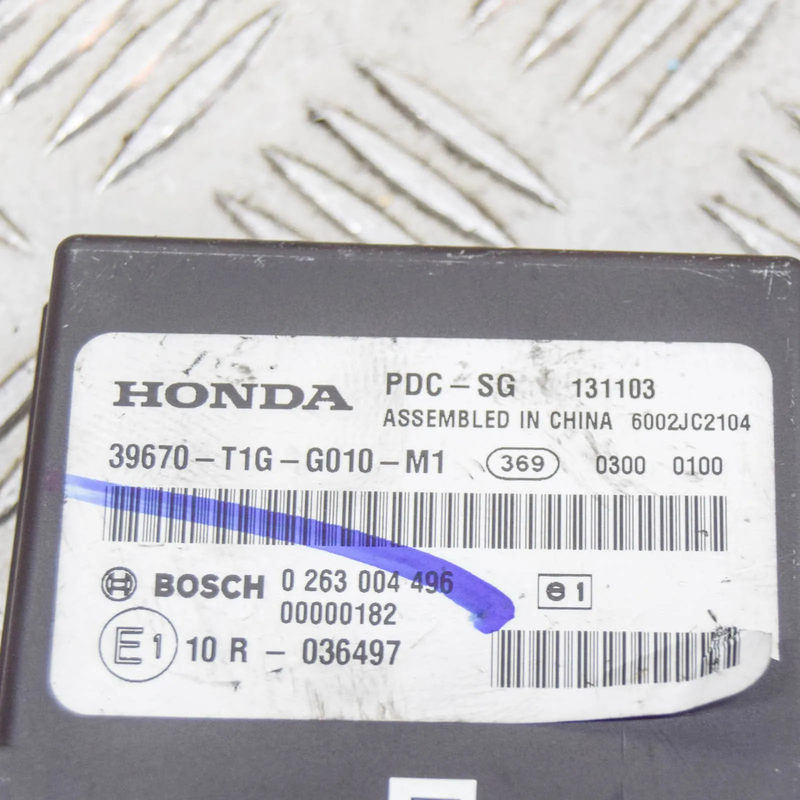 HONDA PDC-SG 131103
ASSEMBLED IN CHINA 6002JC2104
39670-T1G-G010-M1 369 0300 0100
BOSCH 0 263 004 496 e1
00000182
E1 10 R - 036497